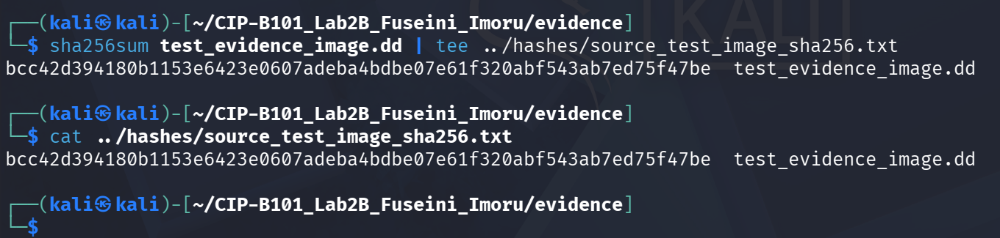 ┌──(kali㉿kali)-[~/CIP-B101_Lab2B_Fuseini_Imoru/evidence]
└─$ sha256sum test_evidence_image.dd | tee ../hashes/source_test_image_sha256.txt
bcc42d394180b1153e6423e0607adeba4bdbe07e61f320abf543ab7ed75f47be  test_evidence_image.dd

┌──(kali㉿kali)-[~/CIP-B101_Lab2B_Fuseini_Imoru/evidence]
└─$ cat ../hashes/source_test_image_sha256.txt
bcc42d394180b1153e6423e0607adeba4bdbe07e61f320abf543ab7ed75f47be  test_evidence_image.dd

┌──(kali㉿kali)-[~/CIP-B101_Lab2B_Fuseini_Imoru/evidence]
└─$
KALI